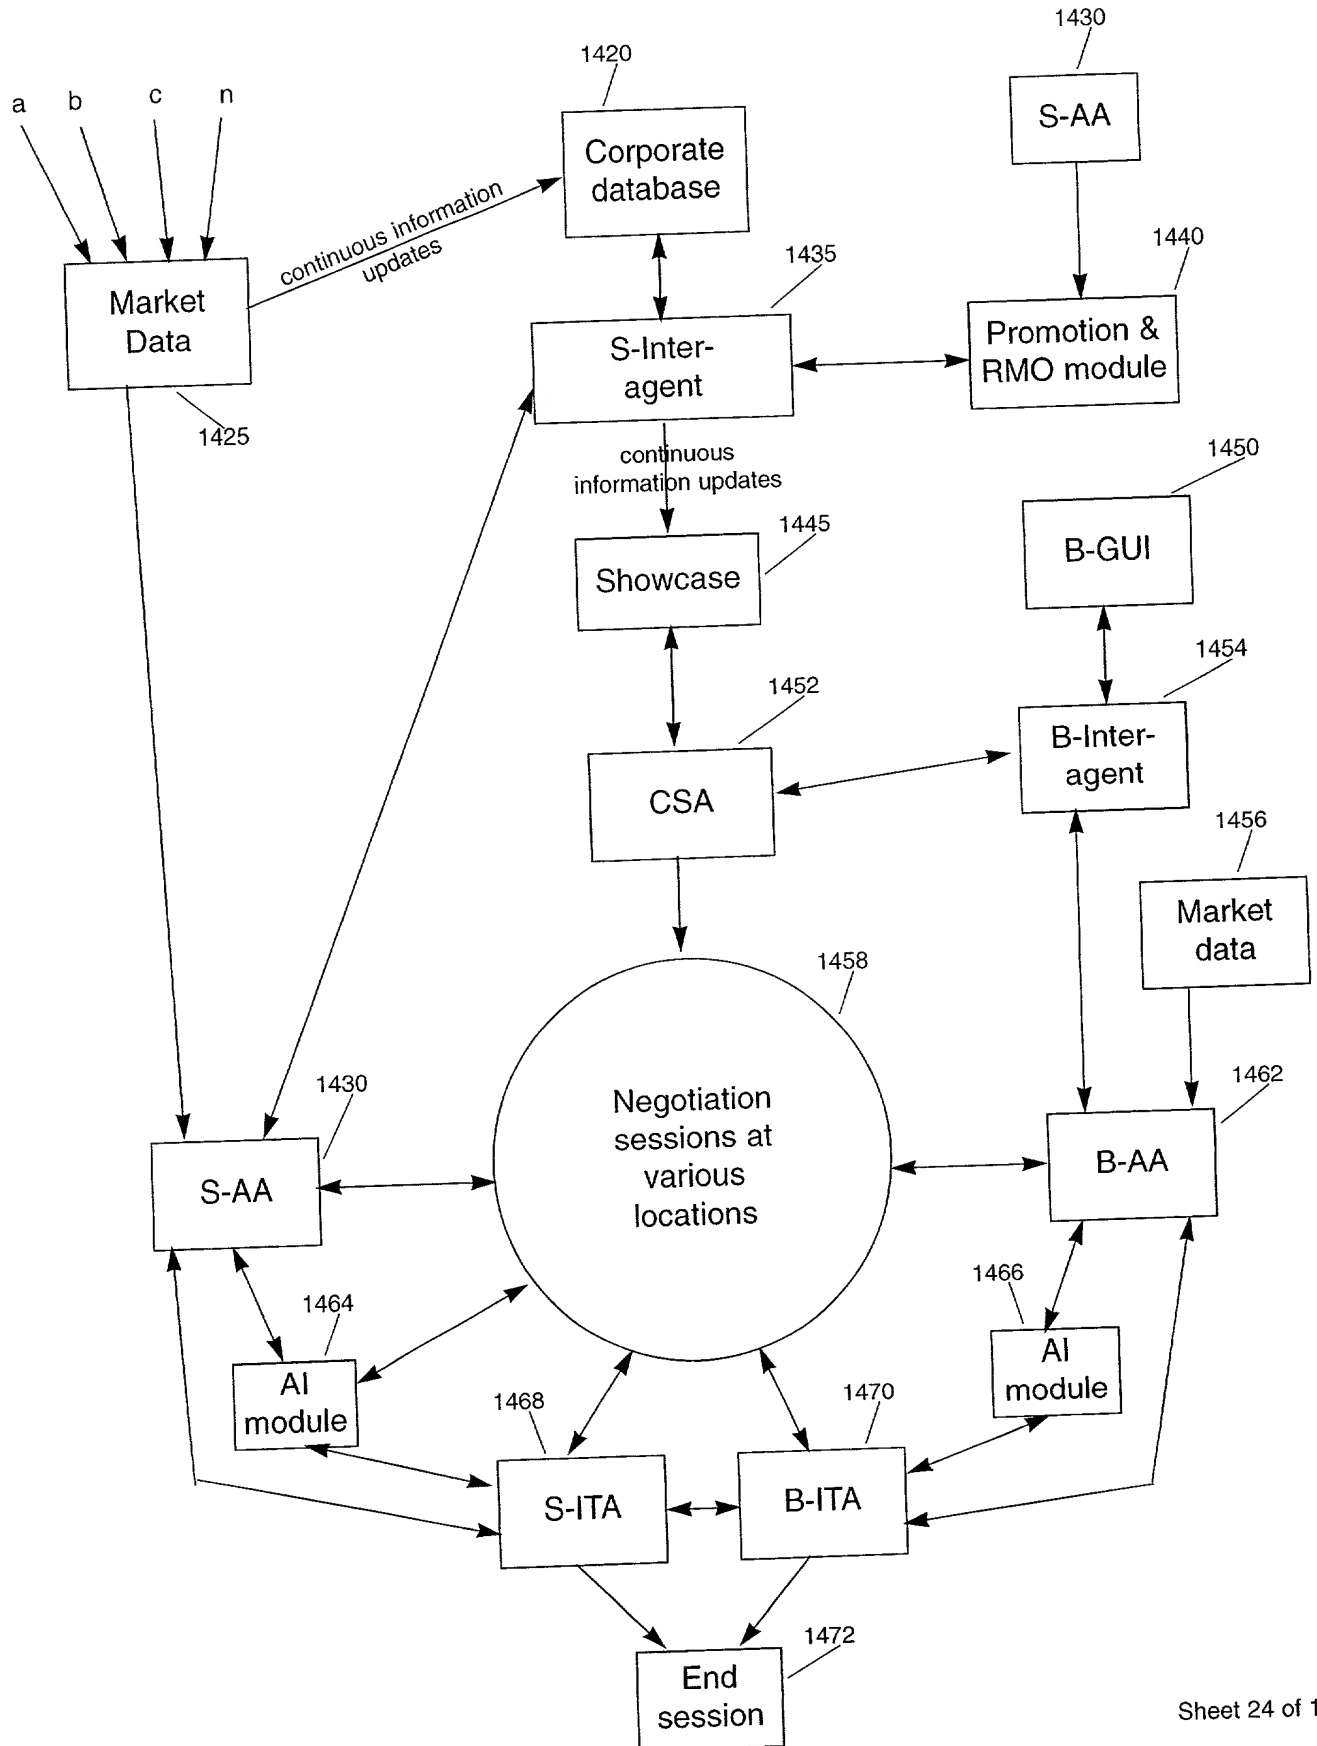 1430
1420
a
b
c
n
S-AA
Corporate
database
continuous information
updates
1440
1435
Market
Data
Promotion &
RMO module
S-Inter-
agent
1425
1450
continuous
information updates
1445
B-GUI
Showcase
1454
1452
B-Inter-
agent
CSA
1456
Market
data
1458
1430
1462
Negotiation
sessions at
various
locations
S-AA
B-AA
1464
1466
AI
module
AI
module
1468
1470
S-ITA
B-ITA
1472
End
session
Sheet 24 of 1